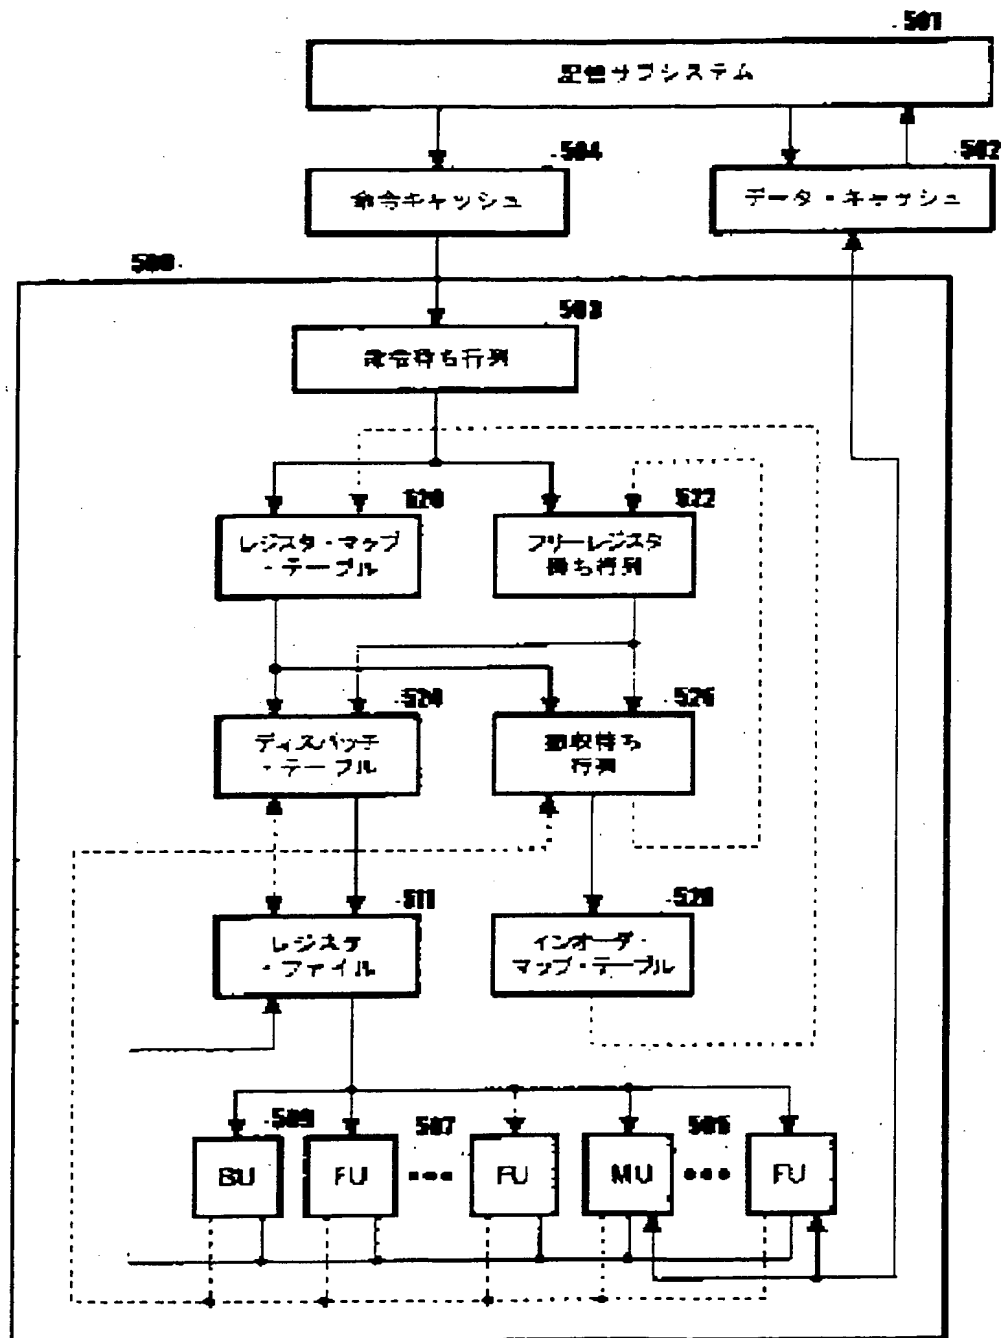 501
記憶サブシステム
504
502
命令キャッシュ
データ・キャッシュ
500
503
命令待ち行列
520
522
レジスタ・マップ
・テーブル
フリーレジスタ
待ち行列
524
526
ディスパッチ
・テーブル
撤収待ち
行列
511
528
レジスタ
・ファイル
インオーダ・
マップ・テーブル
509
507
505
BU
FU
•••
FU
MU
•••
FU